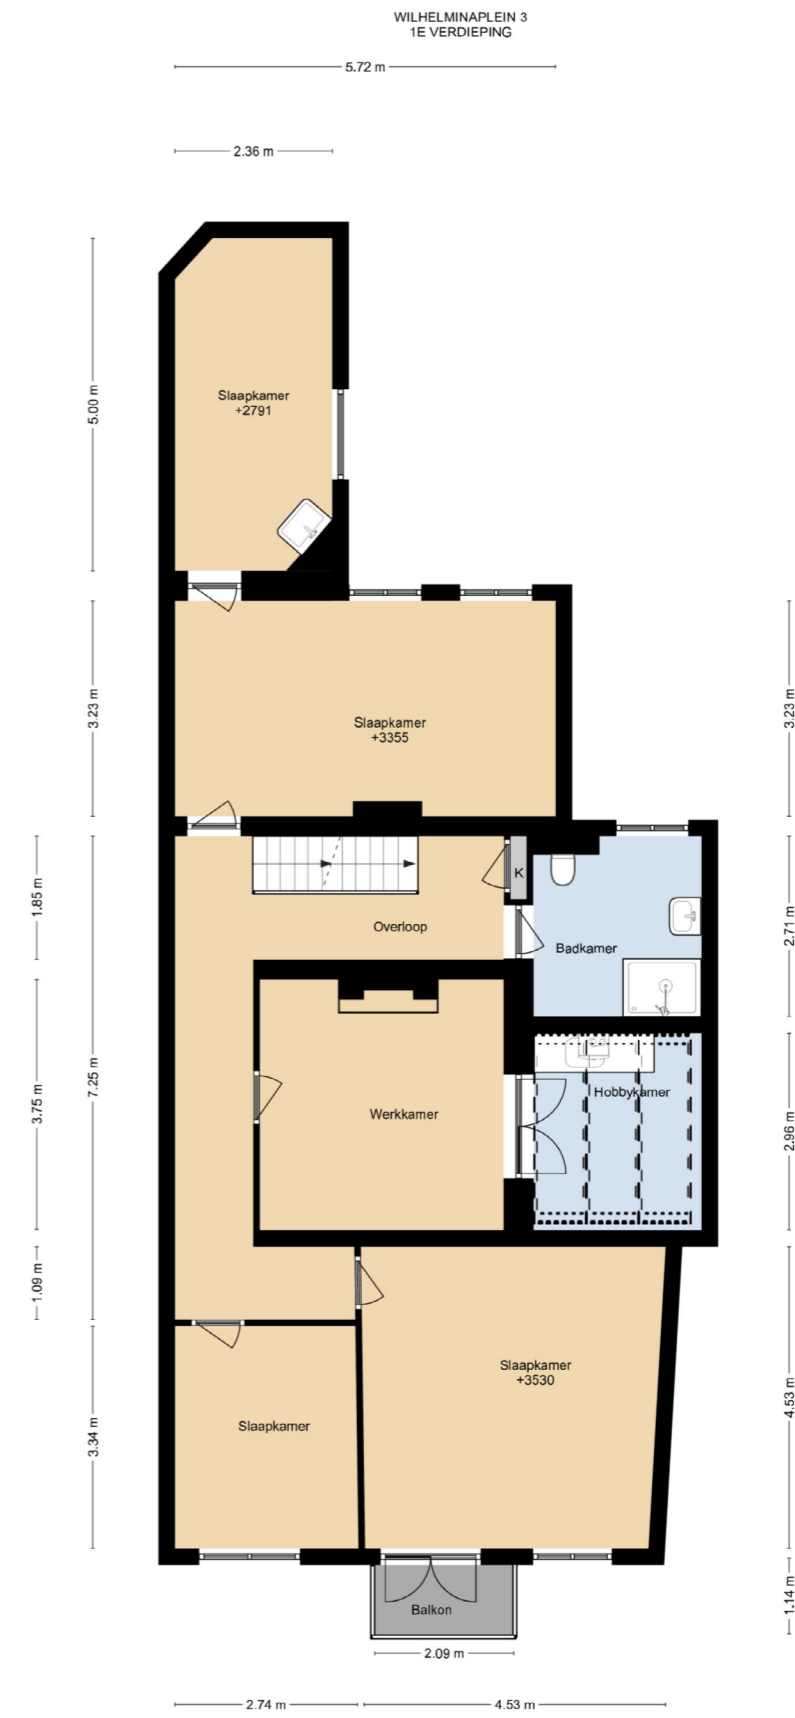 WILHELMINAPLEIN 3
1E VERDIEPING
5.72 m
2.36 m
5.00 m
Slaapkamer
+2791
3.23 m
3.23 m
Slaapkamer
+3355
1.85 m
K
2.71 m
Overloop
Badkamer
7.25 m
3.75 m
Hobbykamer
2.96 m
Werkkamer
1.09 m
Slaapkamer
+3530
4.53 m
3.34 m
Slaapkamer
1.14 m
Balkon
2.09 m
2.74 m
4.53 m